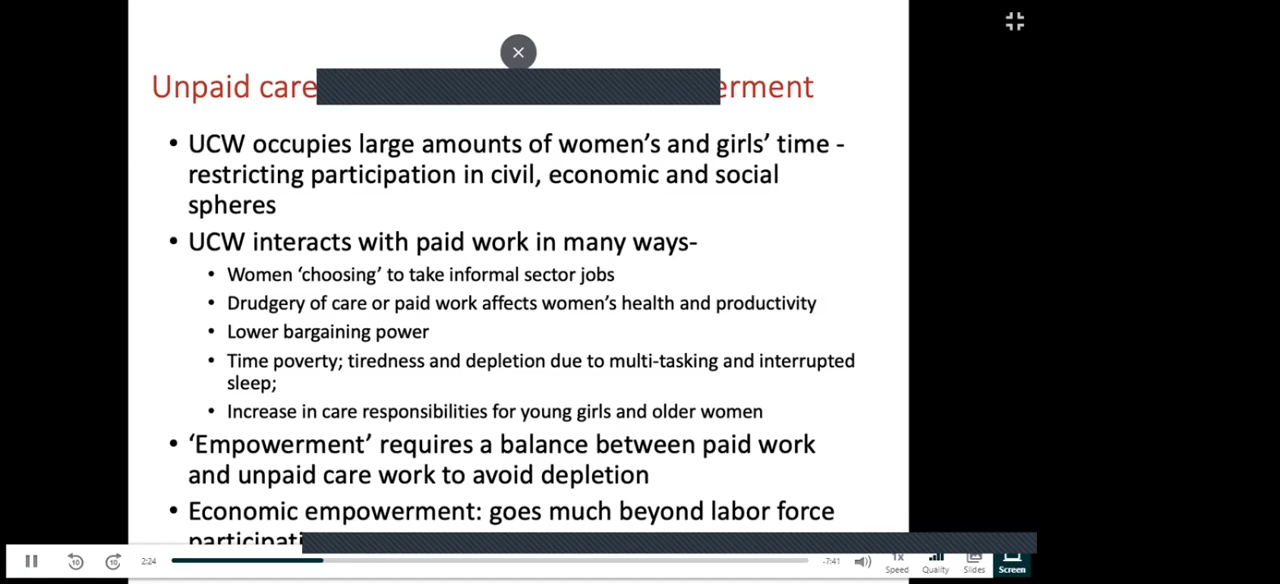 Unpaid care
• UCW occupies large amounts of women's and girls' time -
restricting participation in civil, economic and social
spheres
• UCW interacts with paid work in many ways-
• Women ‘choosing’ to take informal sector jobs
• Drudgery of care or paid work affects women's health and productivity
• Lower bargaining power
• Time poverty; tiredness and depletion due to multi-tasking and interrupted
sleep;
• Increase in care responsibilities for young girls and older women
• ‘Empowerment’ requires a balance between paid work
and unpaid care work to avoid depletion
• Economic empowerment: goes much beyond labor force
10 10 2:24 -7:41 1x
Speed Quality Slides Screen